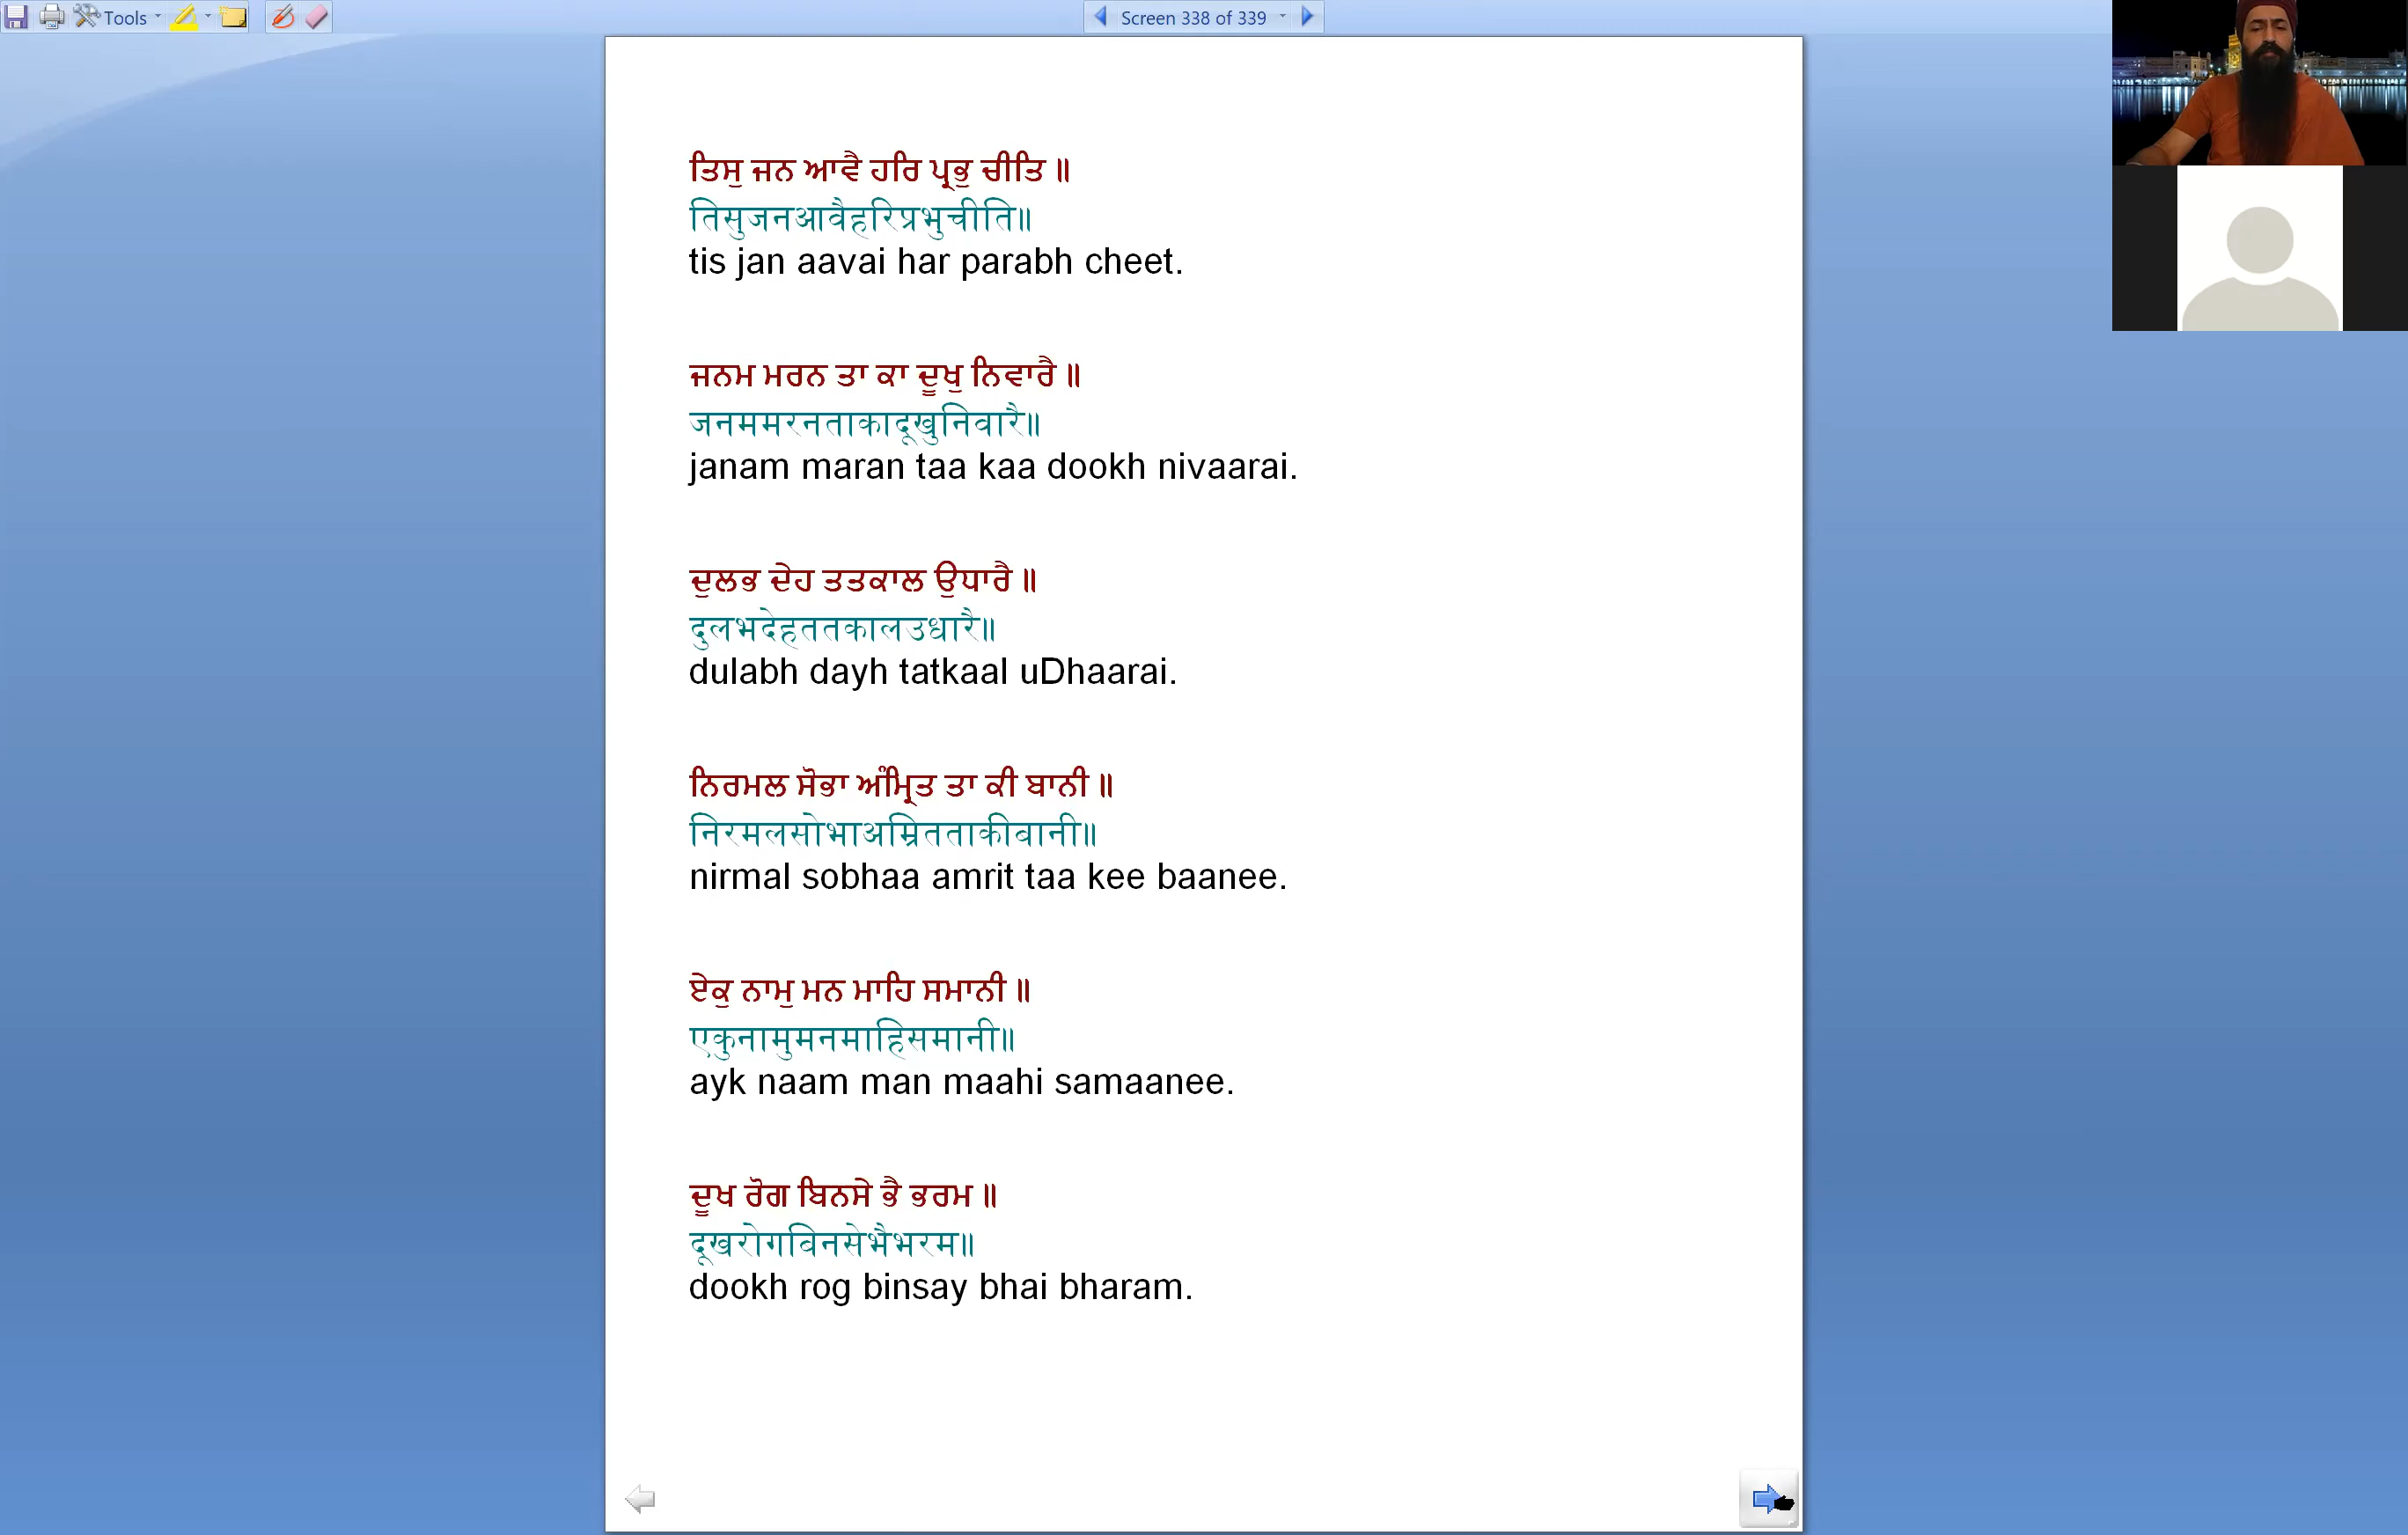 Tools
Screen 338 of 339
ਤਿਸੁ ਜਨ ਆਵੈ ਹਰਿ ਪ੍ਰਭੁ ਚੀਤਿ ॥
तिसुजनआवैहरिप्रभुचीति॥
tis jan aavai har parabh cheet.
ਜਨਮ ਮਰਨ ਤਾ ਕਾ ਦੂਖੁ ਨਿਵਾਰੈ ॥
जनममरनताकादूखुनिवारै॥
janam maran taa kaa dookh nivaarai.
ਦੁਲਭ ਦੇਹ ਤਤਕਾਲ ਉਧਾਰੈ ॥
दुलभदेहततकालउधारै॥
dulabh dayh tatkaal uDhaarai.
ਨਿਰਮਲ ਸੋਭਾ ਅੰਮ੍ਰਿਤ ਤਾ ਕੀ ਬਾਨੀ ॥
निरमलसोभाअम्रितताकीबानी॥
nirmal sobhaa amrit taa kee baanee.
ਏਕੁ ਨਾਮੁ ਮਨ ਮਾਹਿ ਸਮਾਨੀ ॥
एकुनामुमनमाहिसमानी॥
ayk naam man maahi samaanee.
ਦੂਖ ਰੋਗ ਬਿਨਸੇ ਭੈ ਭਰਮ ॥
दूखरोगबिनसेभैभरम॥
dookh rog binsay bhai bharam.